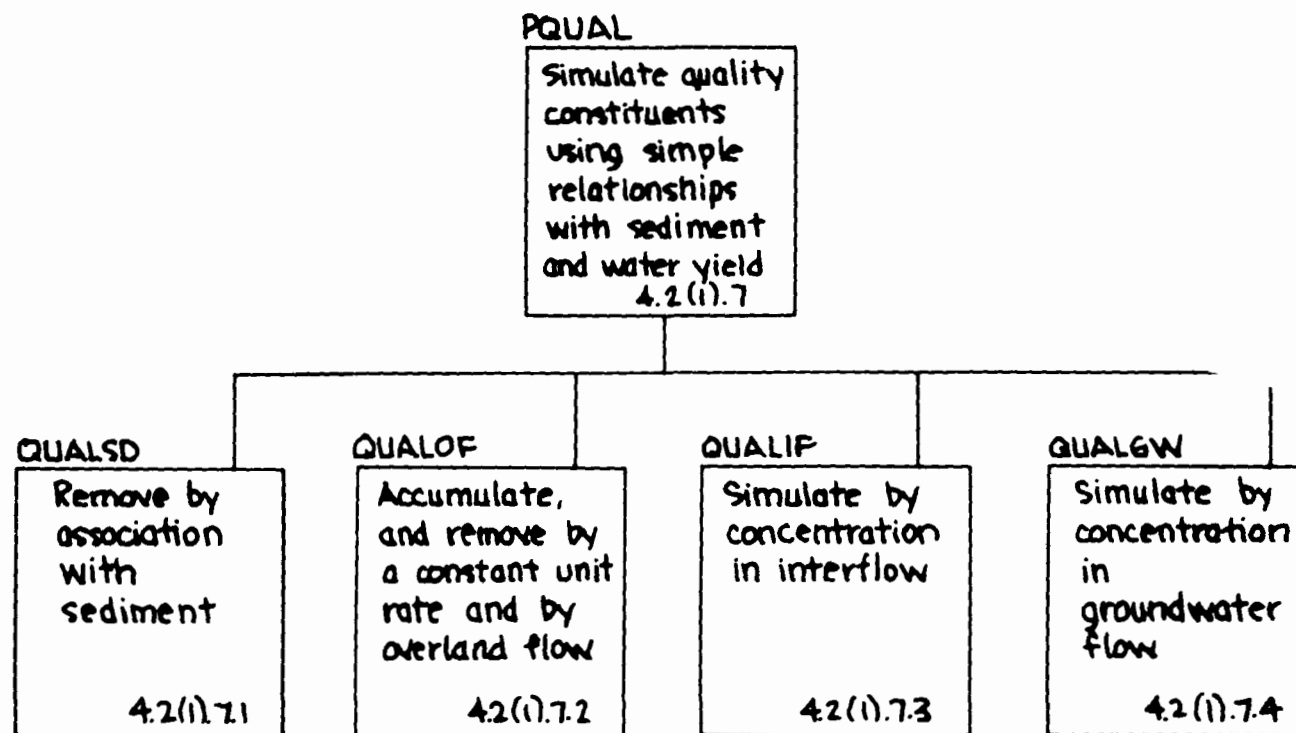 PQUAL
Simulate quality
constituents
using simple
relationships
with sediment
and water yield
4.2(1).7
QUALSD
Remove by
association
with
sediment
4.2(1).7.1
QUALOF
Accumulate,
and remove by
a constant unit
rate and by
overland flow
4.2(1).7.2
QUALIF
Simulate by
concentration
in interflow
4.2(1).7.3
QUALGW
Simulate by
concentration
in
groundwater
flow
4.2(1).7.4